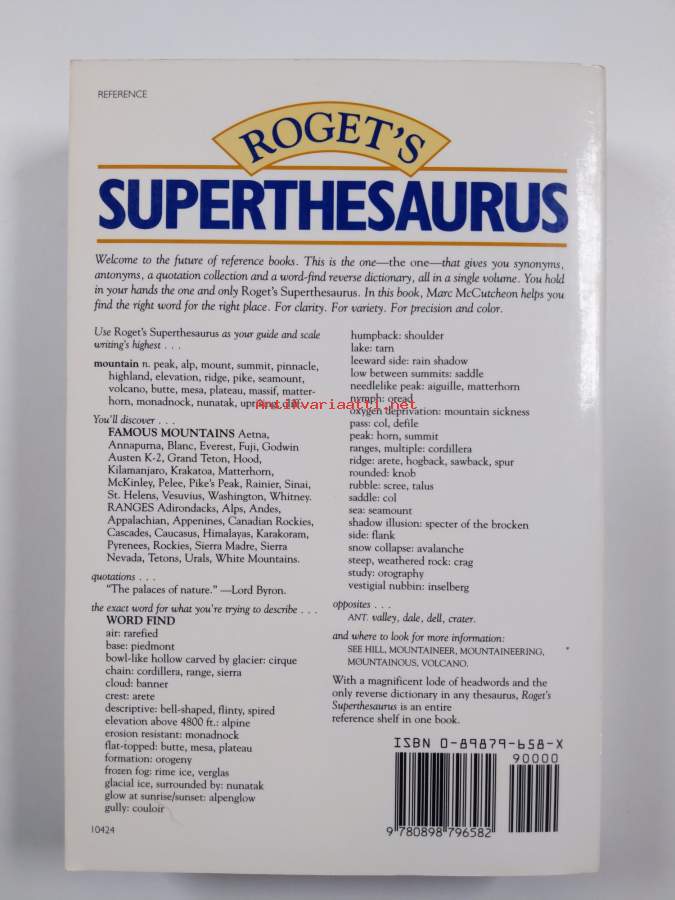 REFERENCE
ROGET'S
SUPERTHESAURUS
Welcome to the future of reference books. This is the one—the one—that gives you synonyms,
antonyms, a quotation collection and a word-find reverse dictionary, all in a single volume. You hold
in your hands the one and only Roget's Superthesaurus. In this book, Marc McCutcheon helps you
find the right word for the right place. For clarity. For variety. For precision and color.
Use Roget's Superthesaurus as your guide and scale
writing's highest . . .
mountain n. peak, alp, mount, summit, pinnacle,
highland, elevation, ridge, pike, seamount,
volcano, butte, mesa, plateau, massif, matter-
horn, monadnock, nunatak, upthrust, cliff.
Antikvariaatti.net
You'll discover . . .
FAMOUS MOUNTAINS Aetna,
Annapurna, Blanc, Everest, Fuji, Godwin
Austen K-2, Grand Teton, Hood,
Kilamanjaro, Krakatoa, Matterhorn,
McKinley, Pelee, Pike's Peak, Rainier, Sinai,
St. Helens, Vesuvius, Washington, Whitney.
RANGES Adirondacks, Alps, Andes,
Appalachian, Appenines, Canadian Rockies,
Cascades, Caucasus, Himalayas, Karakoram,
Pyrenees, Rockies, Sierra Madre, Sierra
Nevada, Tetons, Urals, White Mountains.
quotations . . .
"The palaces of nature." —Lord Byron.
the exact word for what you're trying to describe . . .
WORD FIND
air: rarefied
base: piedmont
bowl-like hollow carved by glacier: cirque
chain: cordillera, range, sierra
cloud: banner
crest: arete
descriptive: bell-shaped, flinty, spired
elevation above 4800 ft.: alpine
erosion resistant: monadnock
flat-topped: butte, mesa, plateau
formation: orogeny
frozen fog: rime ice, verglas
glacial ice, surrounded by: nunatak
glow at sunrise/sunset: alpenglow
gully: couloir
humpback: shoulder
lake: tarn
leeward side: rain shadow
low between summits: saddle
needlelike peak: aiguille, matterhorn
nymph: oread
oxygen deprivation: mountain sickness
pass: col, defile
peak: horn, summit
ranges, multiple: cordillera
ridge: arete, hogback, sawback, spur
rounded: knob
rubble: scree, talus
saddle: col
sea: seamount
shadow illusion: specter of the brocken
side: flank
snow collapse: avalanche
steep, weathered rock: crag
study: orography
vestigial nubbin: inselberg
opposites . . .
ANT. valley, dale, dell, crater.
and where to look for more information:
SEE HILL, MOUNTAINEER, MOUNTAINEERING,
MOUNTAINOUS, VOLCANO.
With a magnificent lode of headwords and the
only reverse dictionary in any thesaurus, Roget's
Superthesaurus is an entire
reference shelf in one book.
ISBN 0-89879-658-X
90000
9 780898 796582
10424